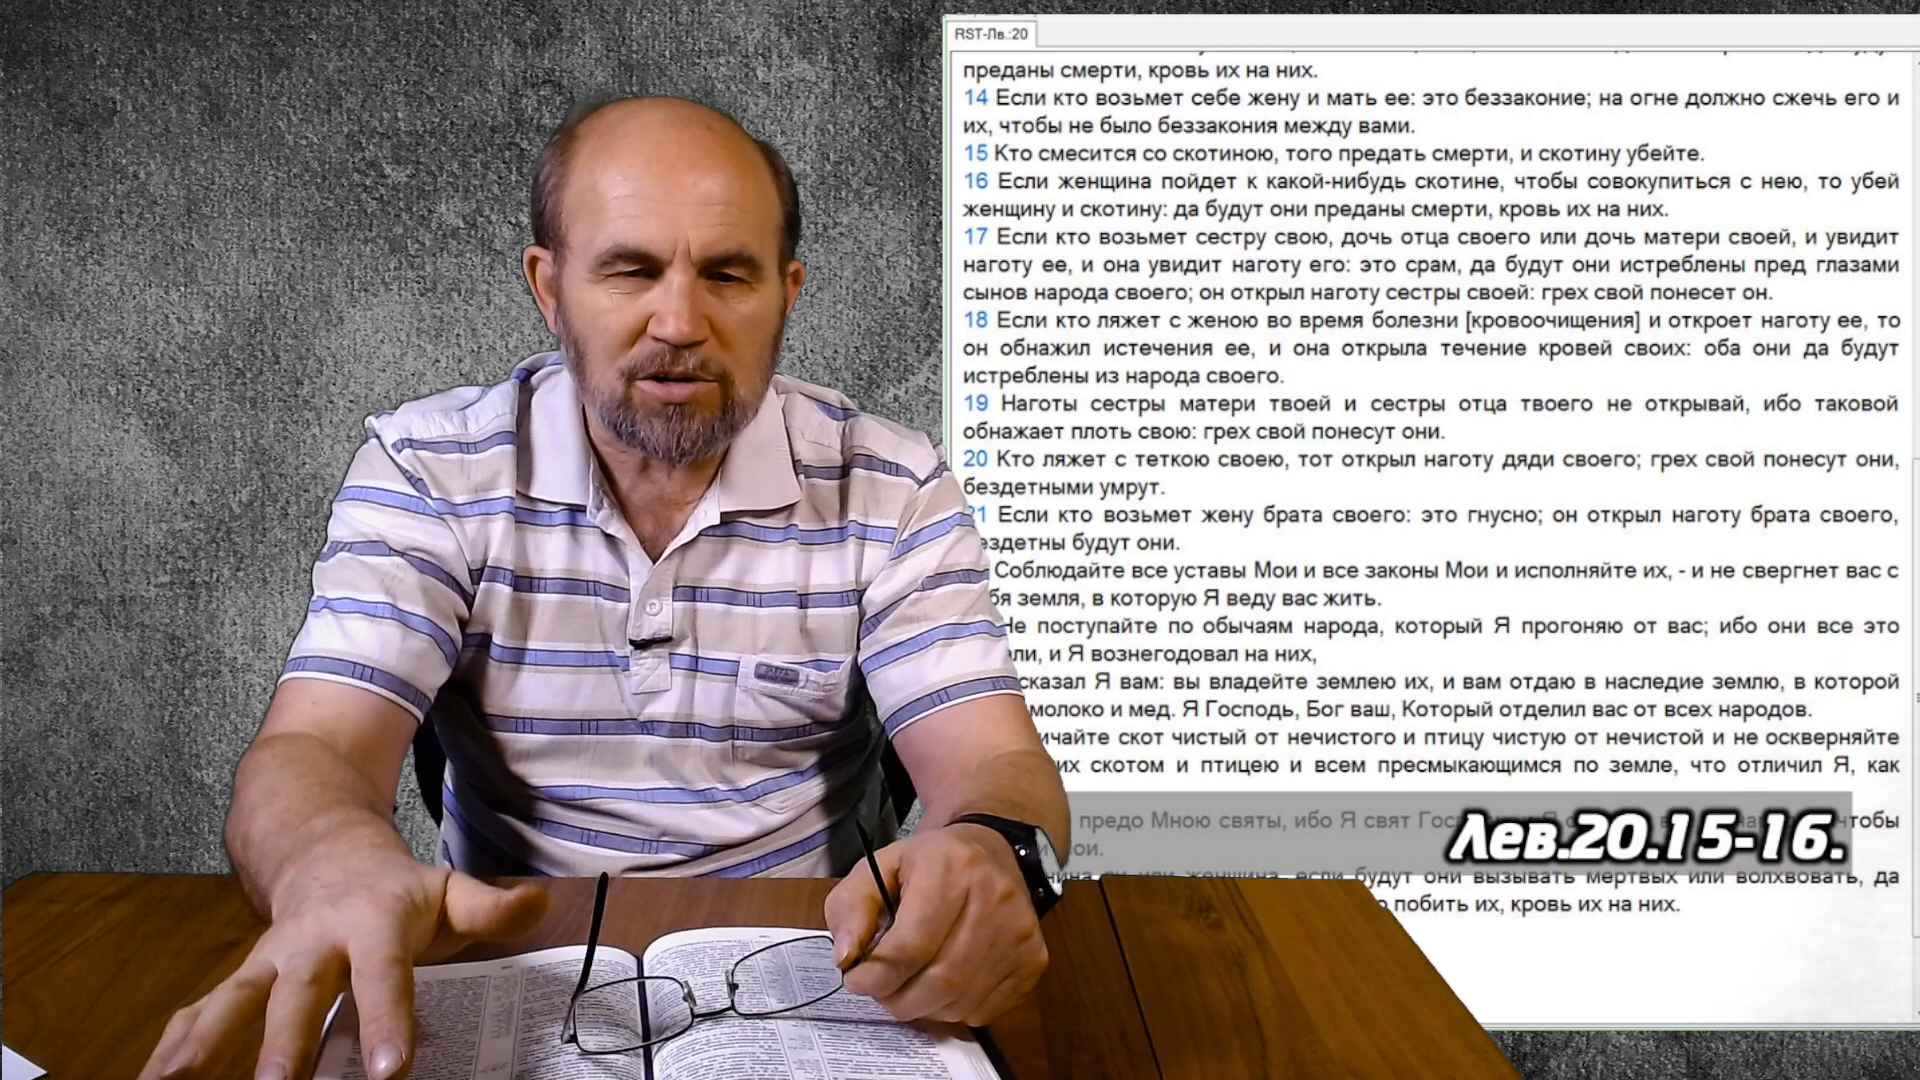 RST-Лв.:20
преданы смерти, кровь их на них.
14 Если кто возьмет себе жену и мать ее: это беззаконие; на огне должно сжечь его и
их, чтобы не было беззакония между вами.
15 Кто смесится со скотиною, того предать смерти, и скотину убейте.
16 Если женщина пойдет к какой-нибудь скотине, чтобы совокупиться с нею, то убей
женщину и скотину: да будут они преданы смерти, кровь их на них.
17 Если кто возьмет сестру свою, дочь отца своего или дочь матери своей, и увидит
наготу ее, и она увидит наготу его: это срам, да будут они истреблены пред глазами
сынов народа своего; он открыл наготу сестры своей: грех свой понесет он.
18 Если кто ляжет с женою во время болезни [кровоочищения] и откроет наготу ее, то
он обнажил истечения ее, и она открыла течение кровей своих: оба они да будут
истреблены из народа своего.
19 Наготы сестры матери твоей и сестры отца твоего не открывай, ибо таковой
обнажает плоть свою: грех свой понесут они.
20 Кто ляжет с теткою своею, тот открыл наготу дяди своего; грех свой понесут они,
бездетными умрут.
21 Если кто возьмет жену брата своего: это гнусно; он открыл наготу брата своего,
ездетны будут они.
Соблюдайте все уставы Мои и все законы Мои и исполняйте их, - и не свергнет вас с
бя земля, в которую Я веду вас жить.
Не поступайте по обычаям народа, который Я прогоняю от вас; ибо они все это
ли, и Я вознегодовал на них,
сказал Я вам: вы владейте землею их, и вам отдаю в наследие землю, в которой
молоко и мед. Я Господь, Бог ваш, Который отделил вас от всех народов.
ичайте скот чистый от нечистого и птицу чистую от нечистой и не оскверняйте
их скотом и птицею и всем пресмыкающимся по земле, что отличил Я, как
предо Мною святы, ибо Я свят чтобы
Лев.20.15-16.
или женщина, если будут они вызывать мертвых или волхвовать, да
побить их, кровь их на них.